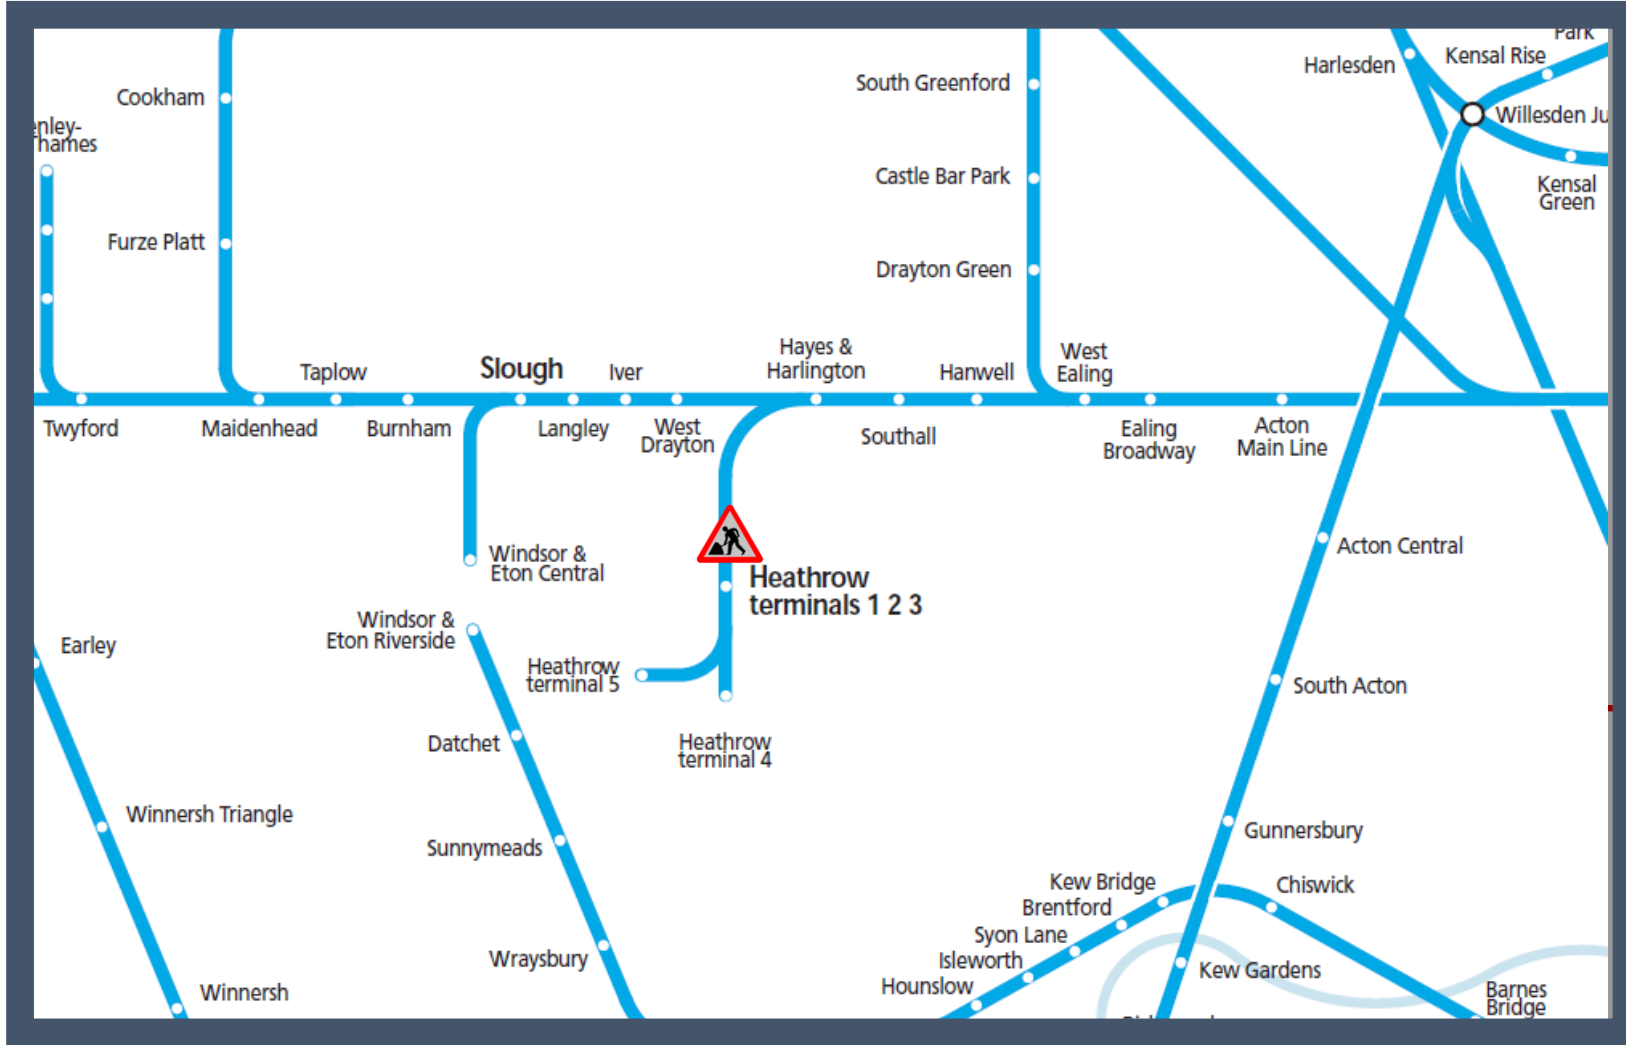 Park
Kensal Rise
Harlesden
Cookham
South Greenford
Willesden Ju
enley-
hames
Castle Bar Park
Kensal
Green
Furze Platt
Drayton Green
Hayes &
Harlington
West
Ealing
Taplow
Slough
Iver
Hanwell
Twyford
Maidenhead
Burnham
Langley
West
Drayton
Southall
Ealing
Broadway
Acton
Main Line
Windsor &
Eton Central
Acton Central
Heathrow
terminals 1 2 3
Windsor &
Eton Riverside
Earley
Heathrow
terminal 5
South Acton
Datchet
Heathrow
terminal 4
Winnersh Triangle
Gunnersbury
Sunnymeads
Kew Bridge
Chiswick
Brentford
Syon Lane
Wraysbury
Isleworth
Kew Gardens
Hounslow
Winnersh
Barnes
Bridge